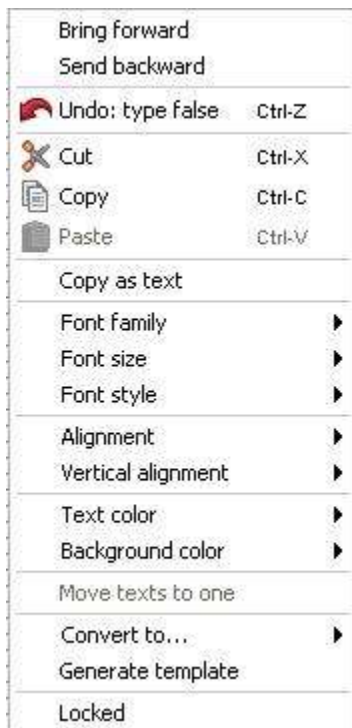 Bring forward
Send backward
Undo: type false Ctrl-Z
Cut Ctrl-X
Copy Ctrl-C
Paste Ctrl-V
Copy as text
Font family
Font size
Font style
Alignment
Vertical alignment
Text color
Background color
Move texts to one
Convert to...
Generate template
Locked